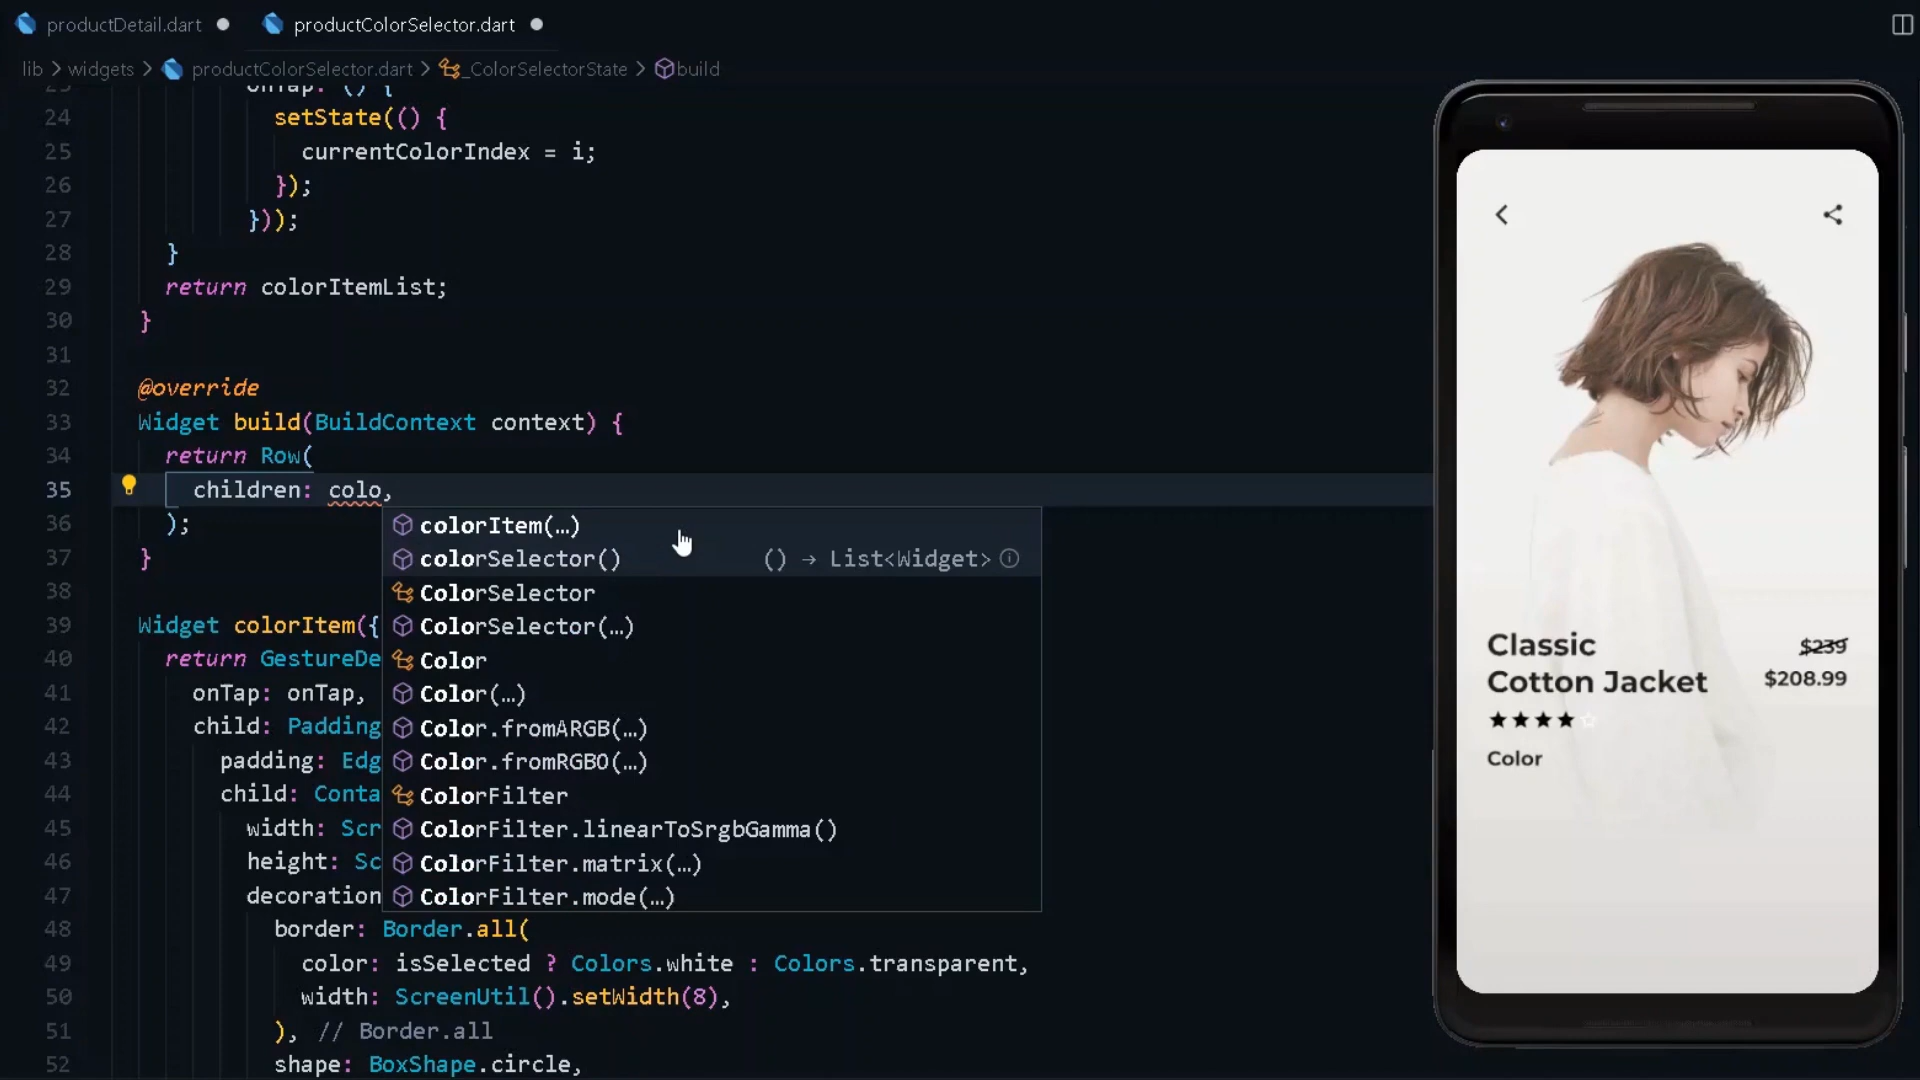 productDetail.dart
productColorSelector.dart
lib > widgets > productColorSelector.dart > _ColorSelectorState > build
23 onTap: () {
24 setState(() {
25 currentColorIndex = i;
26 });
27 }));
28 }
29 return colorItemList;
30 }
31
32 @override
33 Widget build(BuildContext context) {
34 return Row(
35 children: colo,
36 );
37 }
38
39 Widget colorItem({
40 return GestureDe
41 onTap: onTap,
42 child: Padding
43 padding: Edg
44 child: Conta
45 width: Scr
46 height: Sc
47 decoration
48 border: Border.all(
49 color: isSelected ? Colors.white : Colors.transparent,
50 width: ScreenUtil().setWidth(8),
51 ), // Border.all
52 shape: BoxShape.circle,
colorItem(…)
colorSelector() () → List<Widget>
ColorSelector
ColorSelector(…)
Color
Color(…)
Color.fromARGB(…)
Color.fromRGBO(…)
ColorFilter
ColorFilter.linearToSrgbGamma()
ColorFilter.matrix(…)
ColorFilter.mode(…)
Classic
Cotton Jacket
$239
$208.99
Color